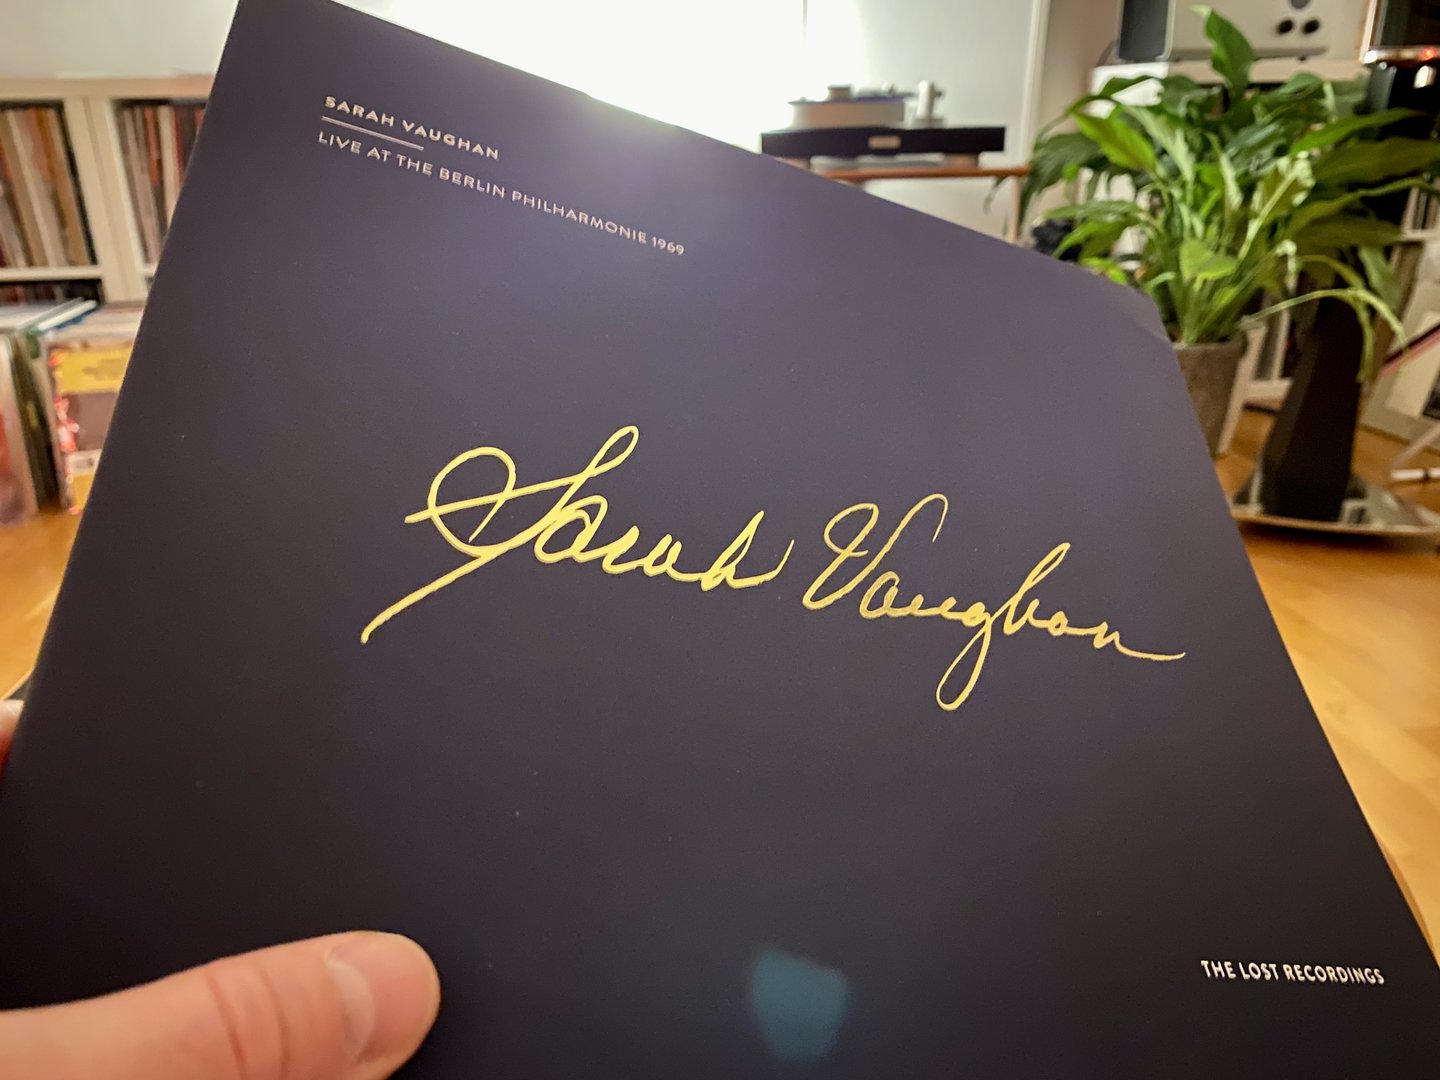 SARAH VAUGHAN
LIVE AT THE BERLIN PHILHARMONIE 1969
Sarah Vaughan
THE LOST RECORDINGS